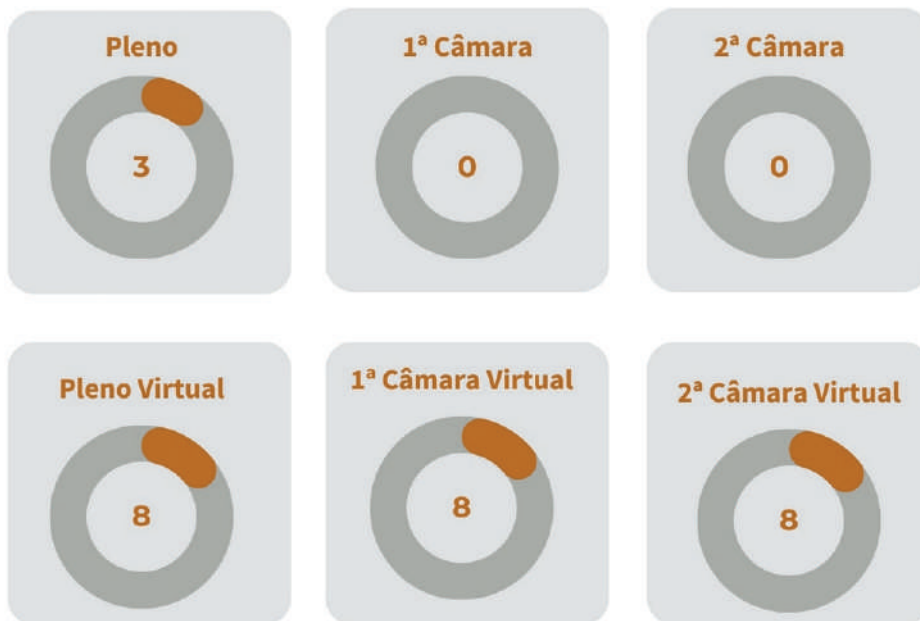 Pleno
3
1ª Câmara
0
2ª Câmara
0
Pleno Virtual
8
1ª Câmara Virtual
8
2ª Câmara Virtual
8